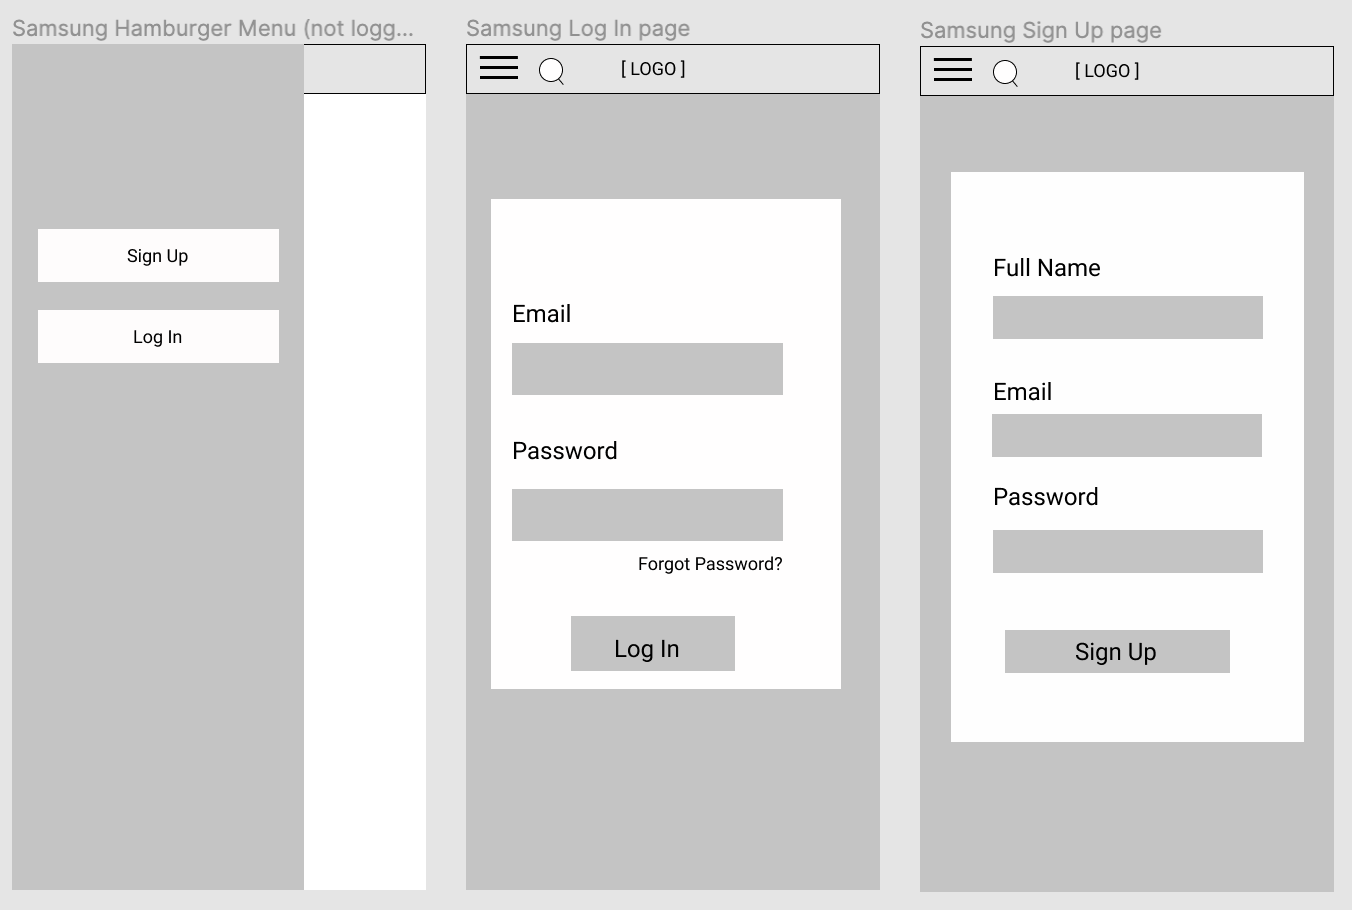 Samsung Hamburger Menu (not logg...
Sign Up
Log In
Samsung Log In page
[ LOGO ]
Email
Password
Forgot Password?
Log In
Samsung Sign Up page
[ LOGO ]
Full Name
Email
Password
Sign Up